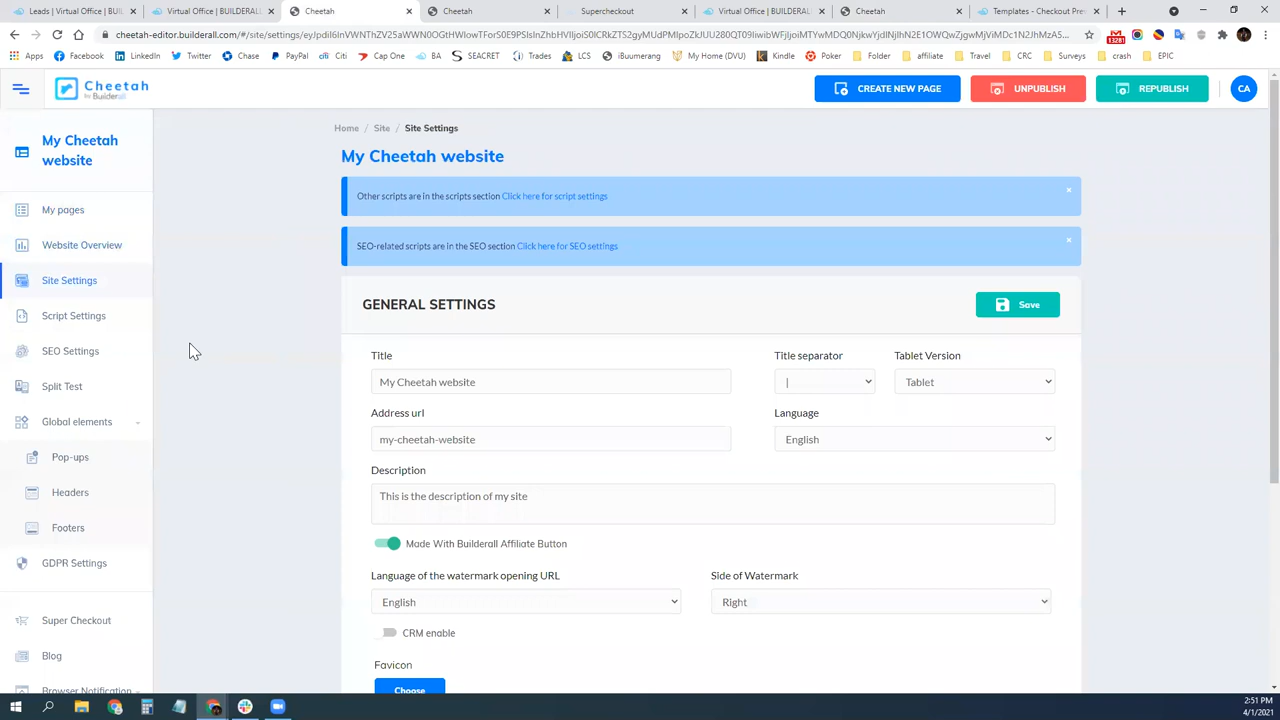 Leads | Virtual Office | BUILDERALL
Virtual Office | BUILDERALL
Cheetah
Cheetah
Supercheckout
Virtual Office | BUILDERALL
Cheetah
Templates - Checkout Pre
Apps
Facebook
LinkedIn
Twitter
Chase
Citi
Cap One
BA
SEACRET
Trades
LCS
iBuumerang
My Home (DVU)
Kindle
Poker
Folder
affiliate
Travel
CRC
Surveys
crash
EPIC
13281
Cheetah
by Builderall
CREATE NEW PAGE
UNPUBLISH
REPUBLISH
CA
My Cheetah
website
My pages
Website Overview
Site Settings
Script Settings
SEO Settings
Split Test
Global elements
Pop-ups
Headers
Footers
GDPR Settings
Super Checkout
Blog
Browser Notification
Home / Site / Site Settings
My Cheetah website
Other scripts are in the scripts section Click here for script settings
×
SEO-related scripts are in the SEO section Click here for SEO settings
×
GENERAL SETTINGS
Save
Title
Title separator
Tablet Version
My Cheetah website
|
Tablet
Address url
Language
my-cheetah-website
English
Description
This is the description of my site
Made With Builderall Affiliate Button
Language of the watermark opening URL
Side of Watermark
English
Right
CRM enable
Favicon
Choose
2:51 PM
4/1/2021